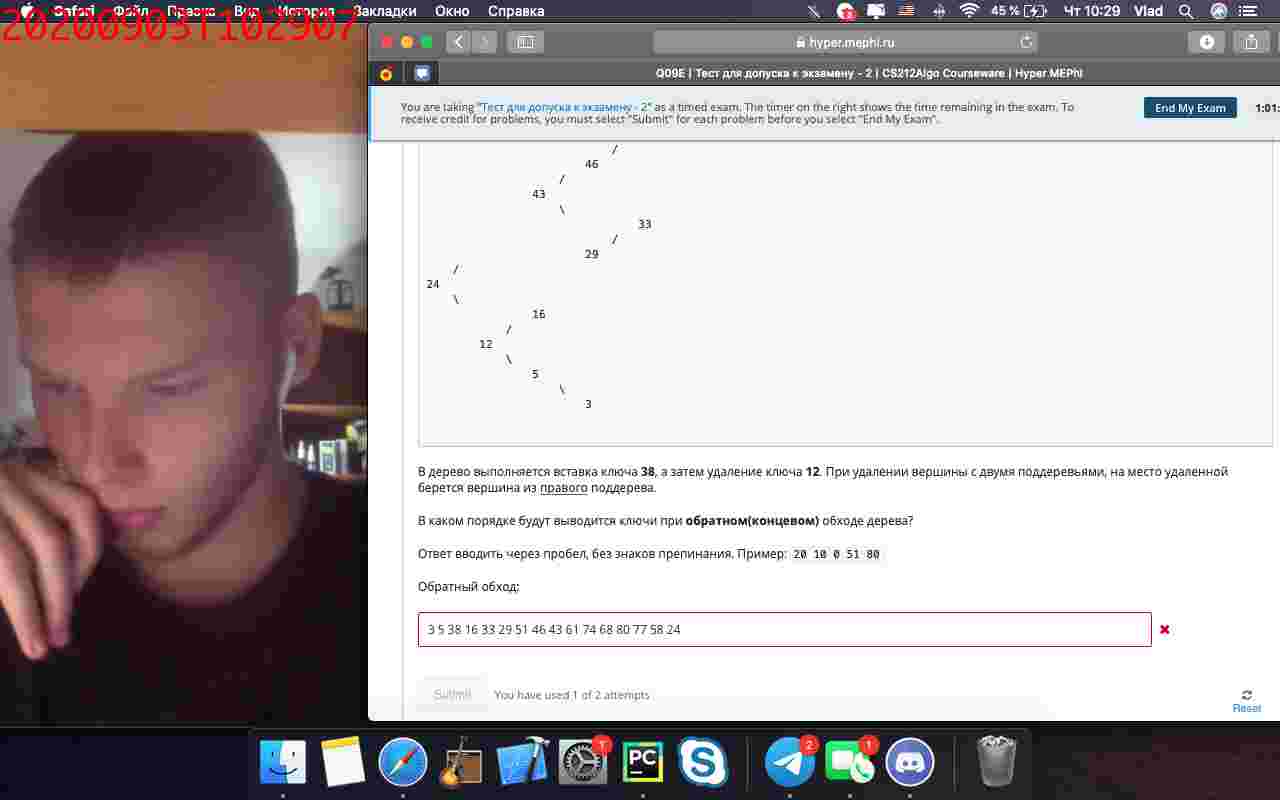 20200903T102907
Safari Файл Правка Вид История Закладки Окно Справка
45 % Чт 10:29 Vlad
hyper.mephi.ru
Q09E | Тест для допуска к экзамену - 2 | CS212Algo Courseware | Hyper.MEPhI
You are taking "Тест для допуска к экзамену - 2" as a timed exam. The timer on the right shows the time remaining in the exam. To
receive credit for problems, you must select "Submit" for each problem before you select "End My Exam".
End My Exam
1:01:
/
46
/
43
\
33
/
29
/
24
\
16
/
12
\
5
\
3
В дерево выполняется вставка ключа 38, а затем удаление ключа 12. При удалении вершины с двумя поддеревьями, на место удаленной
берется вершина из правого поддерева.
В каком порядке будут выводится ключи при обратном(концевом) обходе дерева?
Ответ вводить через пробел, без знаков препинания. Пример: 20 10 0 51 80
Обратный обход:
3 5 38 16 33 29 51 46 43 61 74 68 80 77 58 24
Submit
You have used 1 of 2 attempts
Reset
PC
2
1